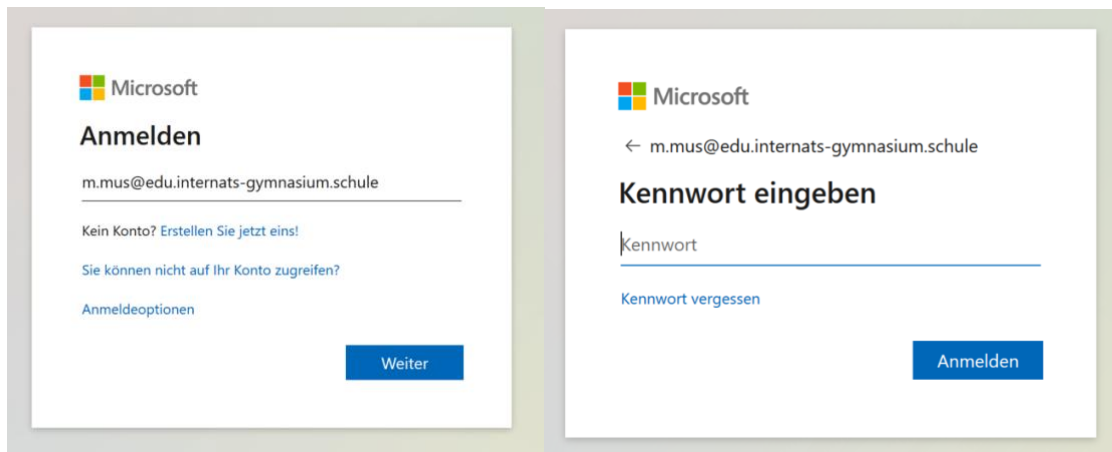 Microsoft
Anmelden
m.mus@edu.internats-gymnasium.schule
Kein Konto? Erstellen Sie jetzt eins!
Sie können nicht auf Ihr Konto zugreifen?
Anmeldeoptionen
Weiter
Microsoft
← m.mus@edu.internats-gymnasium.schule
Kennwort eingeben
Kennwort
Kennwort vergessen
Anmelden